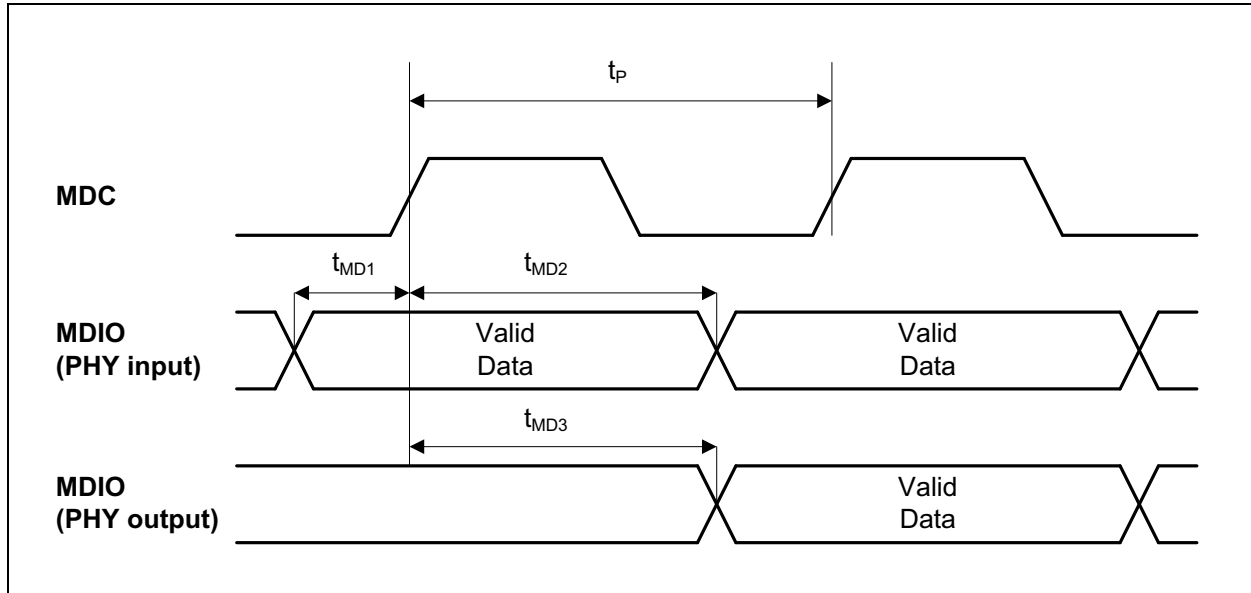 tP
MDC
tMD1
tMD2
MDIO
(PHY input)
Valid
Data
Valid
Data
tMD3
MDIO
(PHY output)
Valid
Data